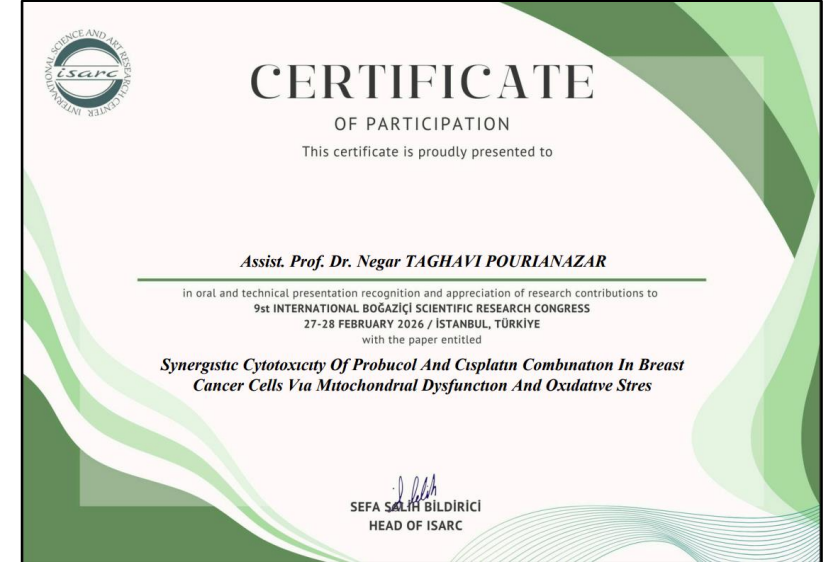 INTERNATIONAL SCIENCE AND ART RESEARCH CENTER
isarc
CERTIFICATE
OF PARTICIPATION
This certificate is proudly presented to
Assist. Prof. Dr. Negar TAGHAVI POURIANAZAR
in oral and technical presentation recognition and appreciation of research contributions to
9st INTERNATIONAL BOĞAZİÇİ SCIENTIFIC RESEARCH CONGRESS
27-28 FEBRUARY 2026 / İSTANBUL, TÜRKİYE
with the paper entitled
Synergıstıc Cytotoxıcıty Of Probucol And Cısplatın Combınatıon In Breast
Cancer Cells Vıa Mıtochondrıal Dysfunctıon And Oxıdatıve Stres
SEFA SALİH BİLDİRİCİ
HEAD OF ISARC